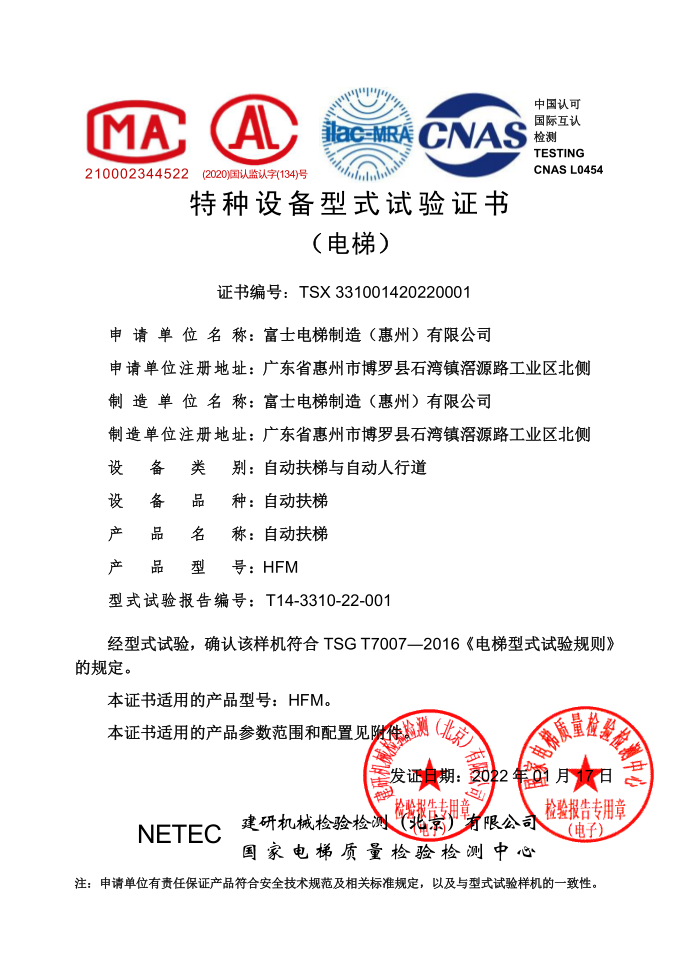 MA
AL
ilac-MRA
CNAS
中国认可
国际互认
检测
TESTING
CNAS L0454
210002344522
(2020)国认监认字(134)号
特种设备型式试验证书
（电梯）
证书编号：TSX 331001420220001
申请单位名称：富士电梯制造（惠州）有限公司
申请单位注册地址：广东省惠州市博罗县石湾镇滘源路工业区北侧
制造单位名称：富士电梯制造（惠州）有限公司
制造单位注册地址：广东省惠州市博罗县石湾镇滘源路工业区北侧
设备类别：自动扶梯与自动人行道
设备品种：自动扶梯
产品名称：自动扶梯
产品型号：HFM
型式试验报告编号：T14-3310-22-001
经型式试验，确认该样机符合 TSG T7007—2016《电梯型式试验规则》
的规定。
本证书适用的产品型号：HFM。
本证书适用的产品参数范围和配置见附件。
发证日期：2022 年 01 月 17 日
建研机械检验检测（北京）有限公司
检验报告专用章
（电子）
国家电梯质量检验检测中心
检验报告专用章
（电子）
NETEC
建研机械检验检测（北京）有限公司
国家电梯质量检验检测中心
注：申请单位有责任保证产品符合安全技术规范及相关标准规定，以及与型式试验样机的一致性。